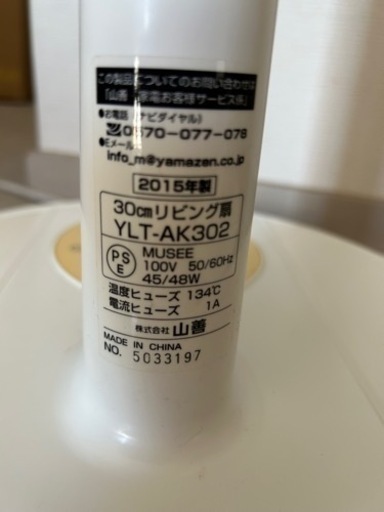 この製品についてのお問い合わせは
「山善 家電お客様サービス係」
●お電話(ナビダイヤル)
0570-077-078
●Eメール
info_m@yamazen.co.jp
2015年製
30cmリビング扇
YLT-AK302
PSE
MUSEE
100V 50/60Hz
45/48W
温度ヒューズ 134℃
電流ヒューズ 1A
株式会社 山善
MADE IN CHINA
NO. 5033197